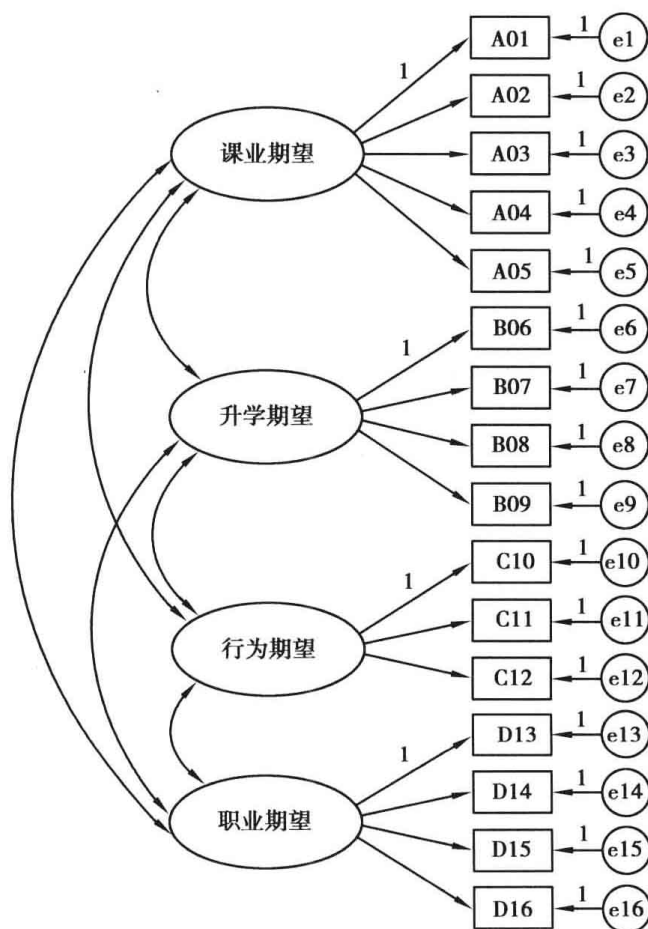 A01 1 e1
1
A02 1 e2
课业期望
A03 1 e3
A04 1 e4
A05 1 e5
B06 1 e6
1
B07 1 e7
升学期望
B08 1 e8
B09 1 e9
C10 1 e10
1
C11 1 e11
行为期望
C12 1 e12
D13 1 e13
1
D14 1 e14
职业期望
D15 1 e15
D16 1 e16